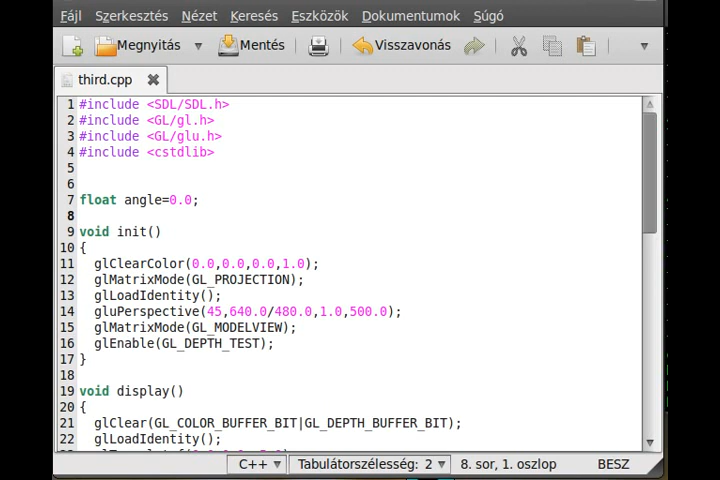 Fájl Szerkesztés Nézet Keresés Eszközök Dokumentumok Súgó
Megnyitás Mentés Visszavonás
third.cpp
1 #include <SDL/SDL.h>
2 #include <GL/gl.h>
3 #include <GL/glu.h>
4 #include <cstdlib>
5
6
7 float angle=0.0;
8
9 void init()
10 {
11 glClearColor(0.0,0.0,0.0,1.0);
12 glMatrixMode(GL_PROJECTION);
13 glLoadIdentity();
14 gluPerspective(45,640.0/480.0,1.0,500.0);
15 glMatrixMode(GL_MODELVIEW);
16 glEnable(GL_DEPTH_TEST);
17 }
18
19 void display()
20 {
21 glClear(GL_COLOR_BUFFER_BIT|GL_DEPTH_BUFFER_BIT);
22 glLoadIdentity();
C++ Tabulátorszélesség: 2 8. sor, 1. oszlop BESZ